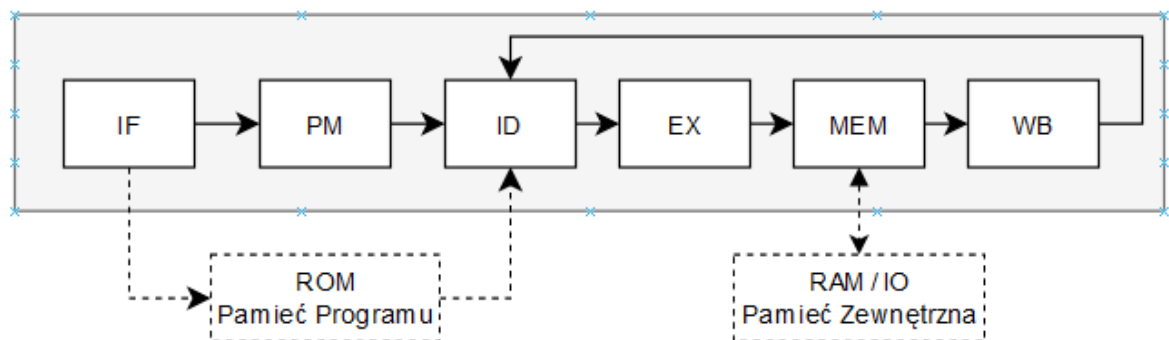 IF
PM
ID
EX
MEM
WB
ROM
Pamieć Programu
RAM / IO
Pamieć Zewnętrzna